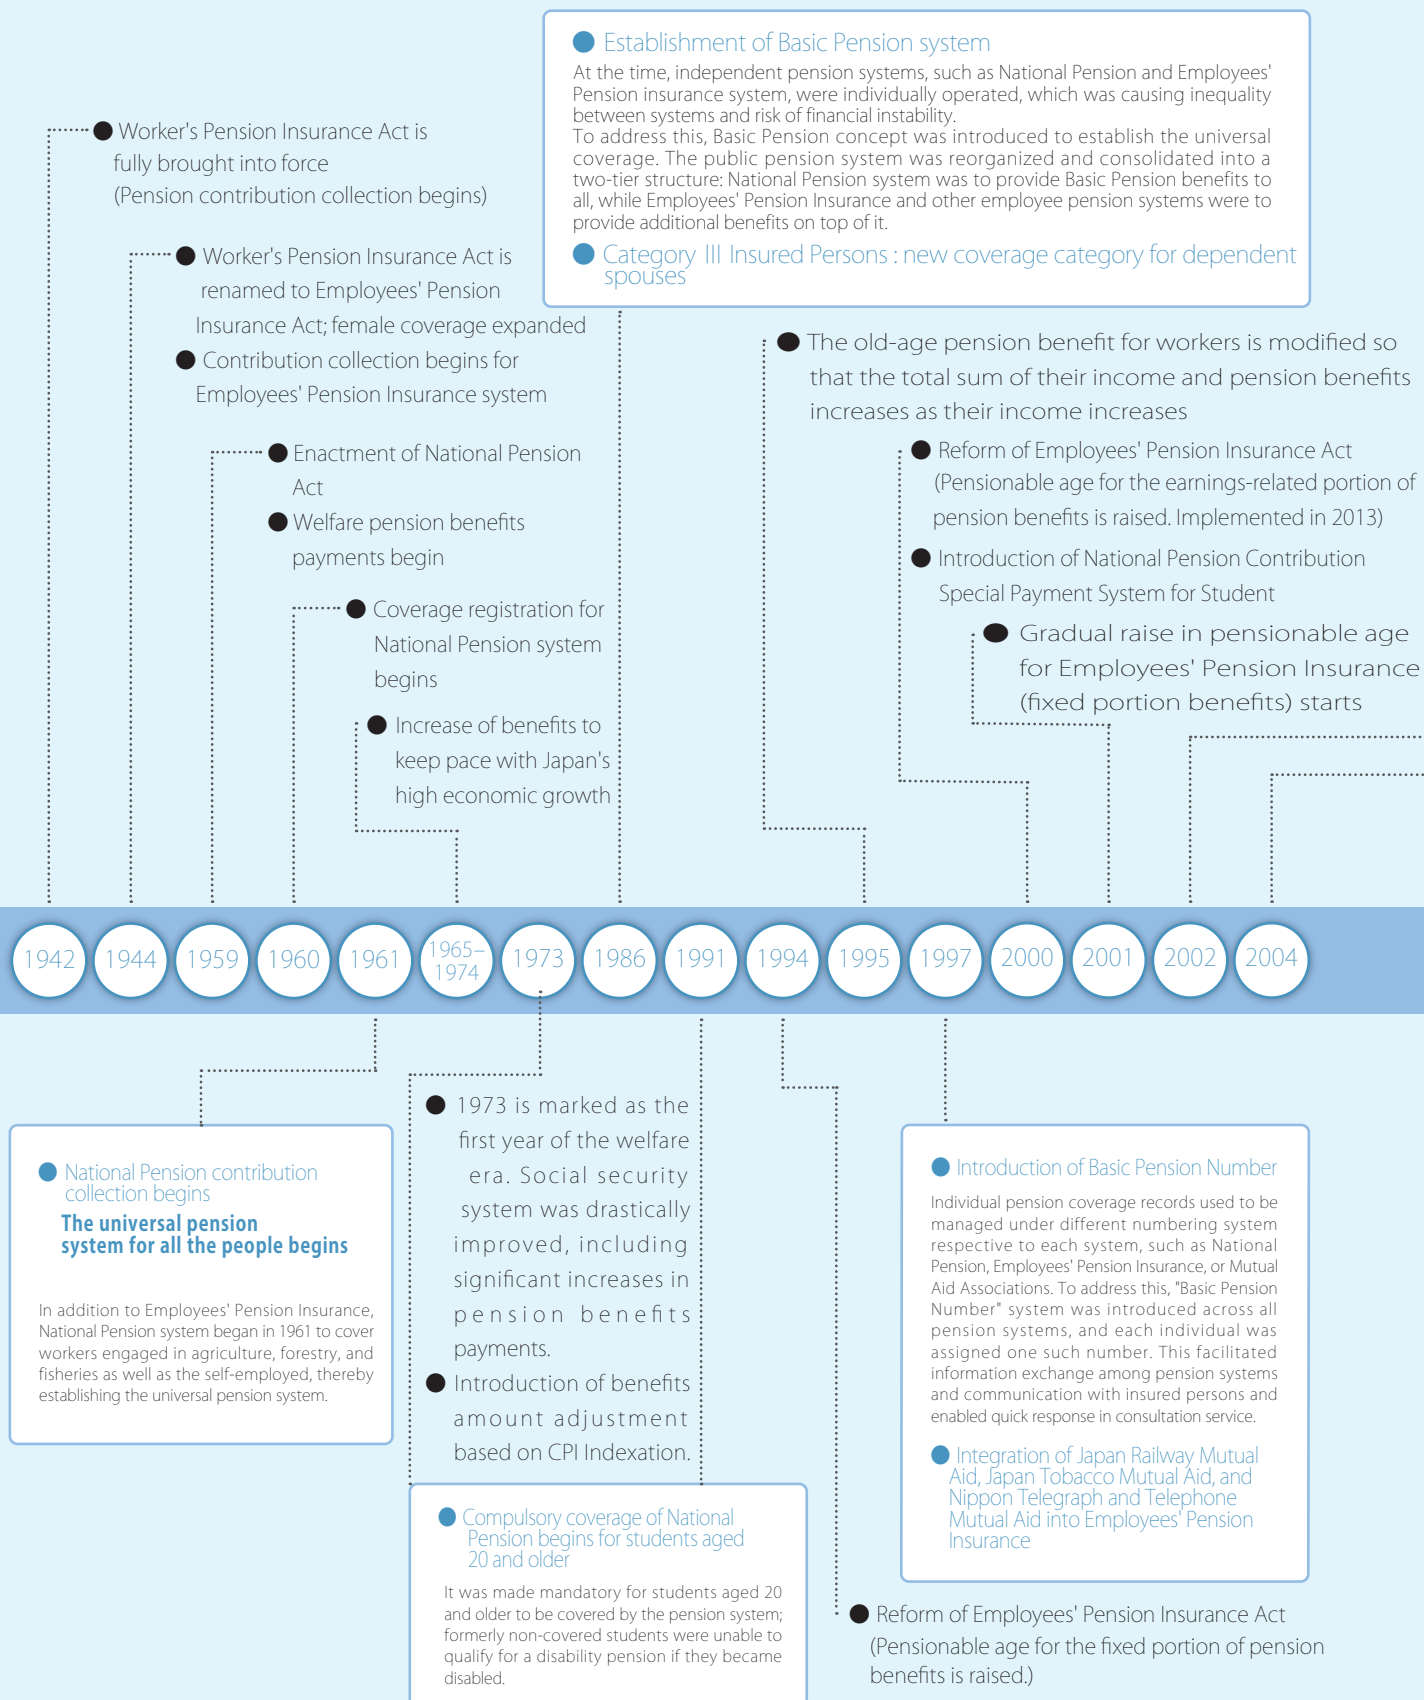 ● Establishment of Basic Pension system
At the time, independent pension systems, such as National Pension and Employees'
Pension insurance system, were individually operated, which was causing inequality
between systems and risk of financial instability.
To address this, Basic Pension concept was introduced to establish the universal
coverage. The public pension system was reorganized and consolidated into a
two-tier structure: National Pension system was to provide Basic Pension benefits to
all, while Employees' Pension Insurance and other employee pension systems were to
provide additional benefits on top of it.
● Category III Insured Persons : new coverage category for dependent
spouses
● Worker's Pension Insurance Act is
fully brought into force
(Pension contribution collection begins)
● Worker's Pension Insurance Act is
renamed to Employees' Pension
Insurance Act; female coverage expanded
● Contribution collection begins for
Employees' Pension Insurance system
● Enactment of National Pension
Act
● Welfare pension benefits
payments begin
● Coverage registration for
National Pension system
begins
● Increase of benefits to
keep pace with Japan's
high economic growth
● The old-age pension benefit for workers is modified so
that the total sum of their income and pension benefits
increases as their income increases
● Reform of Employees' Pension Insurance Act
(Pensionable age for the earnings-related portion of
pension benefits is raised. Implemented in 2013)
● Introduction of National Pension Contribution
Special Payment System for Student
● Gradual raise in pensionable age
for Employees' Pension Insurance
(fixed portion benefits) starts
1942
1944
1959
1960
1961
1965–
1974
1973
1986
1991
1994
1995
1997
2000
2001
2002
2004
● National Pension contribution
collection begins
The universal pension
system for all the people begins
In addition to Employees' Pension Insurance,
National Pension system began in 1961 to cover
workers engaged in agriculture, forestry, and
fisheries as well as the self-employed, thereby
establishing the universal pension system.
● 1973 is marked as the
first year of the welfare
era. Social security
system was drastically
improved, including
significant increases in
pension benefits
payments.
● Introduction of benefits
amount adjustment
based on CPI Indexation.
● Compulsory coverage of National
Pension begins for students aged
20 and older
It was made mandatory for students aged 20
and older to be covered by the pension system;
formerly non-covered students were unable to
qualify for a disability pension if they became
disabled.
● Introduction of Basic Pension Number
Individual pension coverage records used to be
managed under different numbering system
respective to each system, such as National
Pension, Employees' Pension Insurance, or Mutual
Aid Associations. To address this, "Basic Pension
Number" system was introduced across all
pension systems, and each individual was
assigned one such number. This facilitated
information exchange among pension systems
and communication with insured persons and
enabled quick response in consultation service.
● Integration of Japan Railway Mutual
Aid, Japan Tobacco Mutual Aid, and
Nippon Telegraph and Telephone
Mutual Aid into Employees' Pension
Insurance
● Reform of Employees' Pension Insurance Act
(Pensionable age for the fixed portion of pension
benefits is raised.)